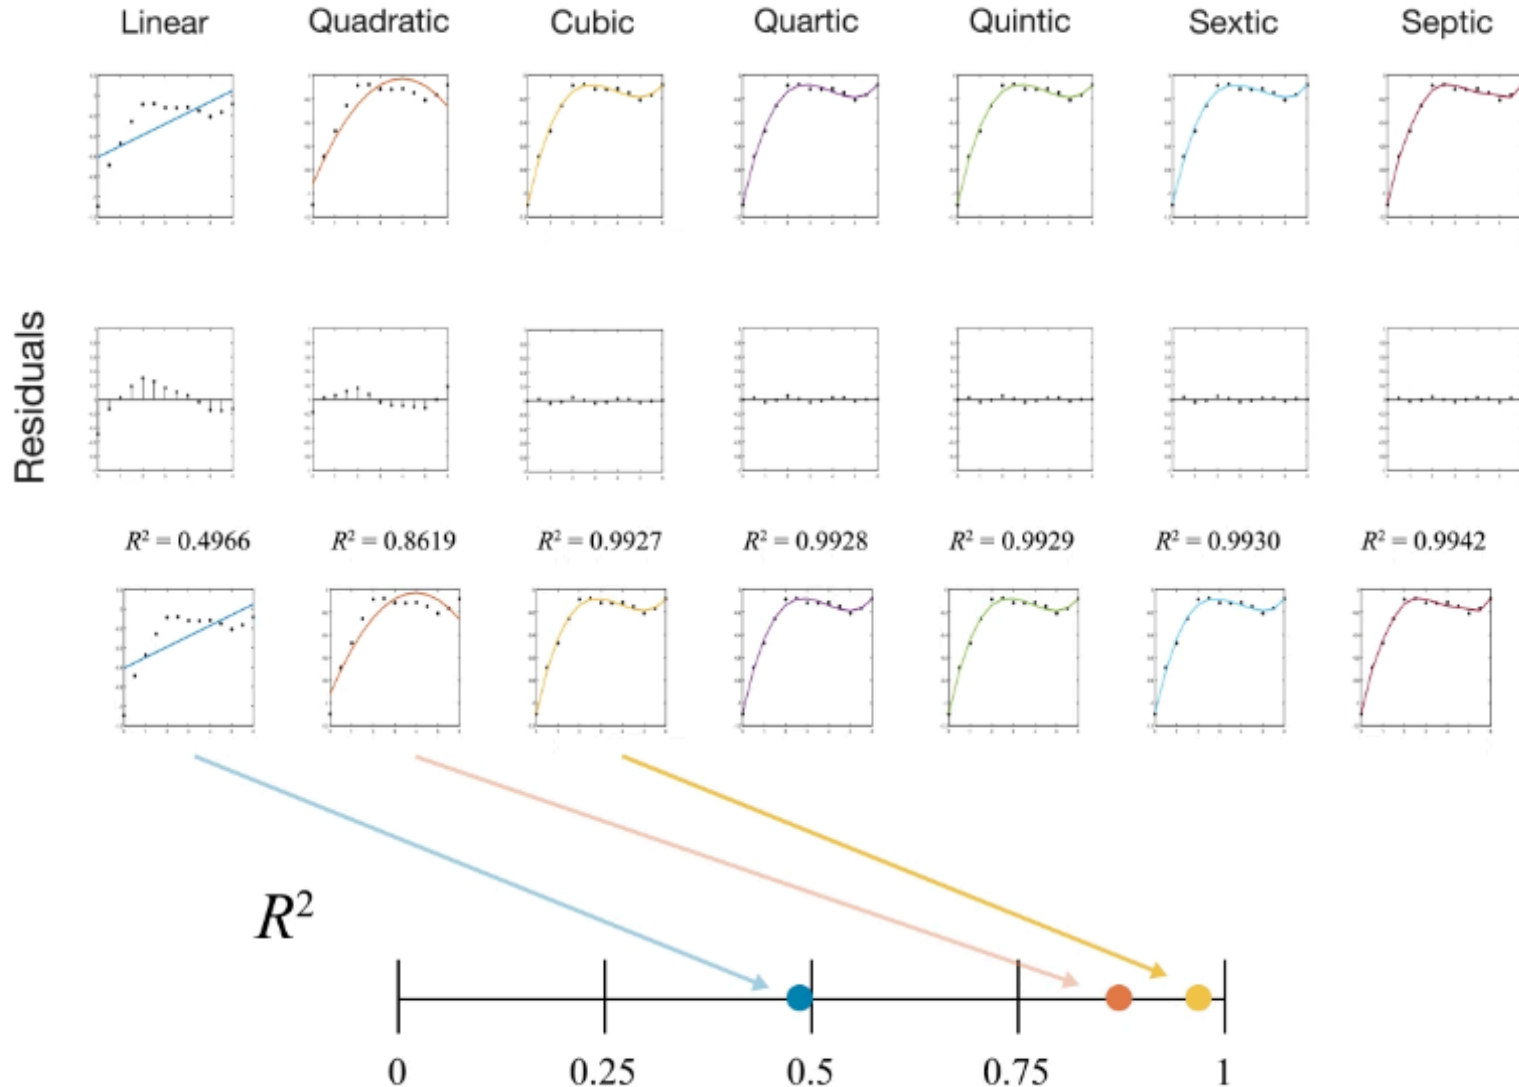 Linear Quadratic Cubic Quartic Quintic Sextic Septic
Residuals
R² = 0.4966 R² = 0.8619 R² = 0.9927 R² = 0.9928 R² = 0.9929 R² = 0.9930 R² = 0.9942
R²
0 0.25 0.5 0.75 1